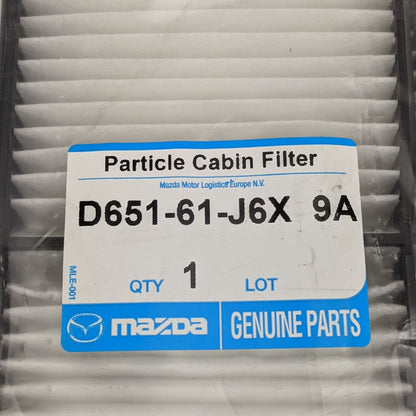 Particle Cabin Filter
Mazda Motor Logistics Europe N.V.
D651-61-J6X 9A
MLE-001
QTY 1 LOT
mazda GENUINE PARTS